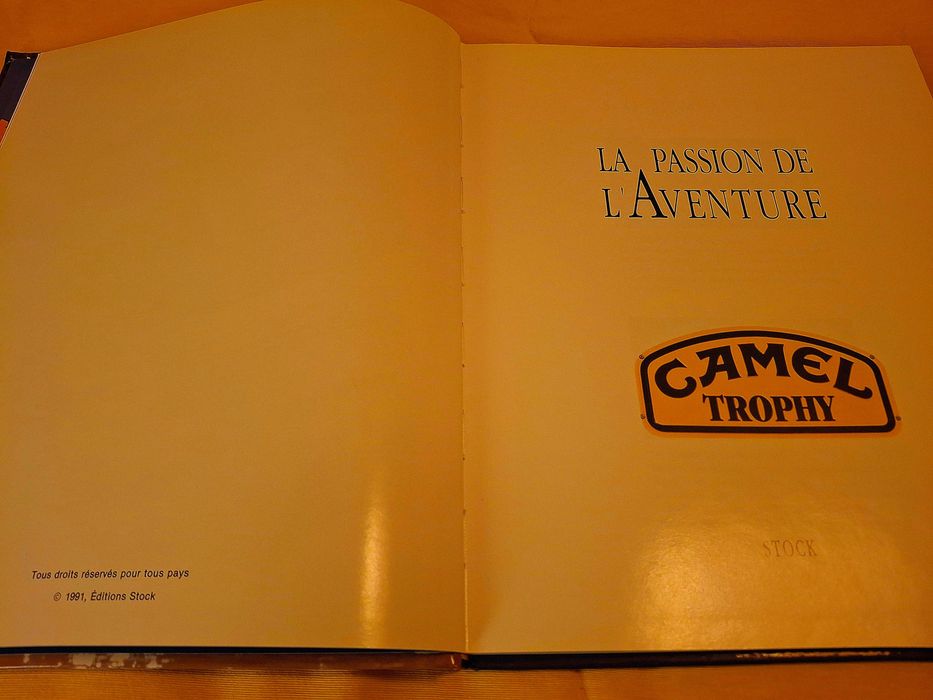 Tous droits réservés pour tous pays
© 1991, Éditions Stock
LA PASSION DE
L'AVENTURE
CAMEL
TROPHY
STOCK